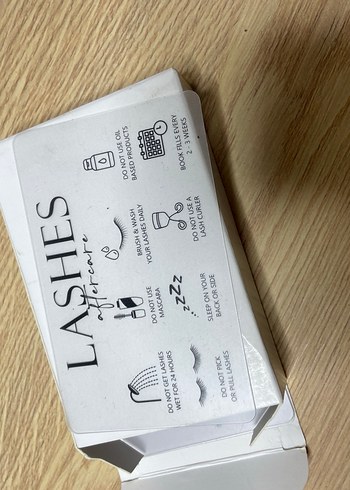 LASHES
aftercare
DO NOT GET LASHES
WET FOR 24 HOURS
DO NOT USE
MASCARA
BRUSH & WASH
YOUR LASHES DAILY
DO NOT USE OIL
BASED PRODUCTS
DO NOT PICK
OR PULL LASHES
zZZZ
SLEEP ON YOUR
BACK OR SIDE
DO NOT USE A
LASH CURLER
BOOK FILLS EVERY
2 - 3 WEEKS